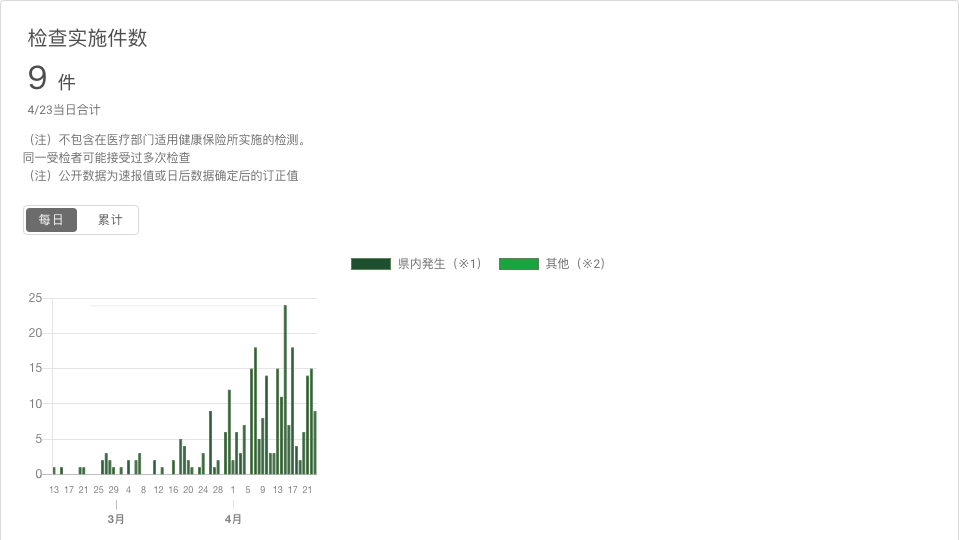 检查实施件数
9 件
4/23当日合计
（注）不包含在医疗部门适用健康保险所实施的检测。
同一受检者可能接受过多次检查
（注）公开数据为速报值或日后数据确定后的订正值
每日 累计
県内発生（※1） 其他（※2）
25
20
15
10
5
0
13 17 21 25 29 4 8 12 16 20 24 28 1 5 9 13 17 21
3月 4月